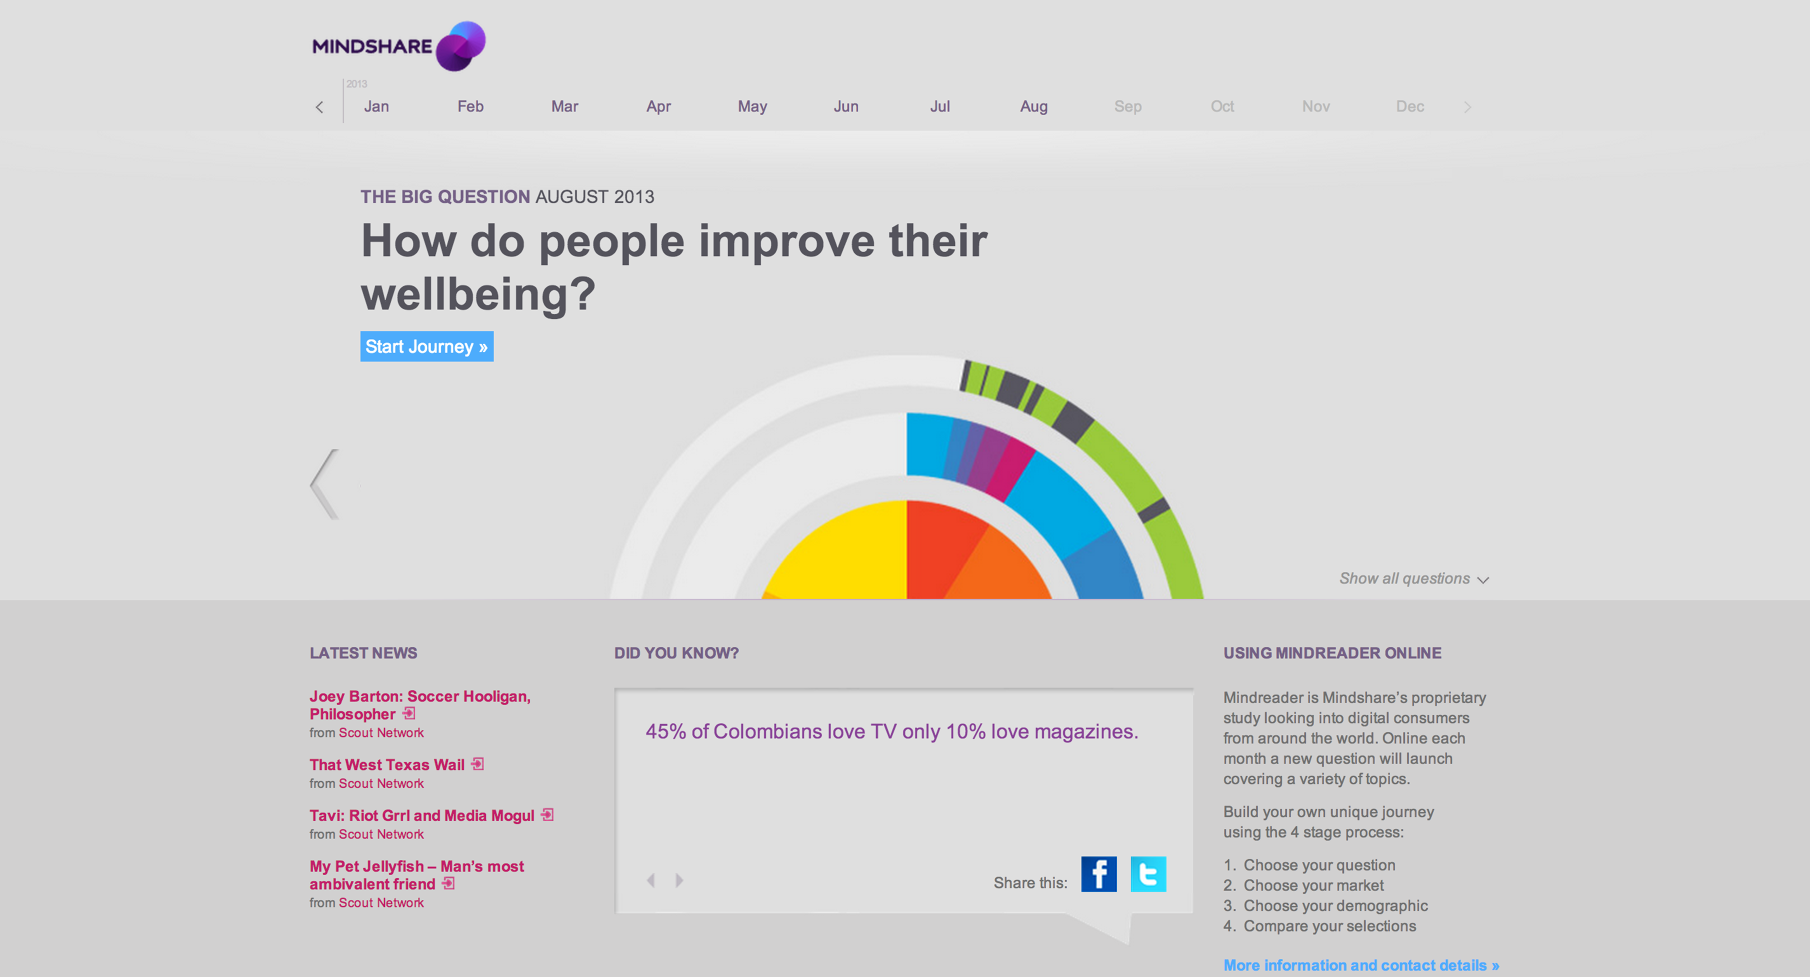 MINDSHARE
2013
Jan Feb Mar Apr May Jun Jul Aug Sep Oct Nov Dec
THE BIG QUESTION AUGUST 2013
How do people improve their
wellbeing?
Start Journey »
Show all questions
LATEST NEWS
Joey Barton: Soccer Hooligan,
Philosopher
from Scout Network
That West Texas Wail
from Scout Network
Tavi: Riot Grrl and Media Mogul
from Scout Network
My Pet Jellyfish – Man's most
ambivalent friend
from Scout Network
DID YOU KNOW?
45% of Colombians love TV only 10% love magazines.
Share this:
USING MINDREADER ONLINE
Mindreader is Mindshare's proprietary
study looking into digital consumers
from around the world. Online each
month a new question will launch
covering a variety of topics.
Build your own unique journey
using the 4 stage process:
1. Choose your question
2. Choose your market
3. Choose your demographic
4. Compare your selections
More information and contact details »